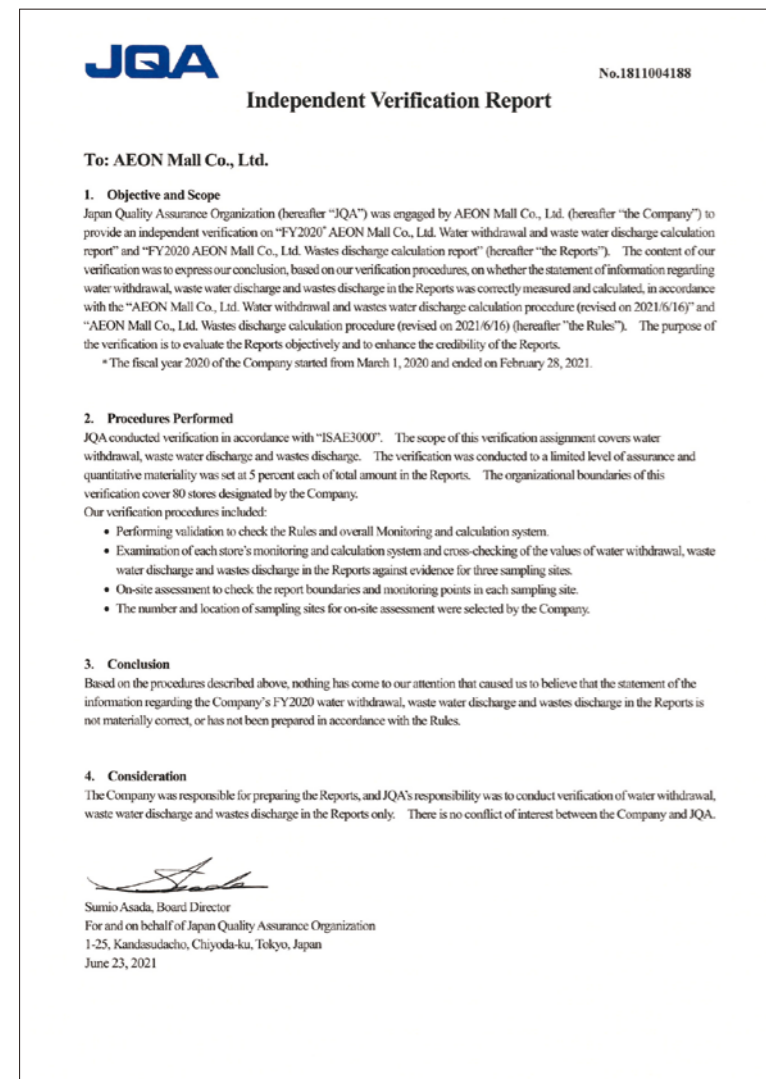 JQA
No.1811004188
Independent Verification Report
To: AEON Mall Co., Ltd.
1. Objective and Scope
Japan Quality Assurance Organization (hereafter “JQA”) was engaged by AEON Mall Co., Ltd. (hereafter “the Company”) to
provide an independent verification on “FY2020* AEON Mall Co., Ltd. Water withdrawal and waste water discharge calculation
report” and “FY2020 AEON Mall Co., Ltd. Wastes discharge calculation report” (hereafter “the Reports”). The content of our
verification was to express our conclusion, based on our verification procedures, on whether the statement of information regarding
water withdrawal, waste water discharge and wastes discharge in the Reports was correctly measured and calculated, in accordance
with the “AEON Mall Co., Ltd. Water withdrawal and wastes water discharge calculation procedure (revised on 2021/6/16)” and
“AEON Mall Co., Ltd. Wastes discharge calculation procedure (revised on 2021/6/16) (hereafter “the Rules”). The purpose of
the verification is to evaluate the Reports objectively and to enhance the credibility of the Reports.
*The fiscal year 2020 of the Company started from March 1, 2020 and ended on February 28, 2021.
2. Procedures Performed
JQA conducted verification in accordance with “ISAE3000”. The scope of this verification assignment covers water
withdrawal, waste water discharge and wastes discharge. The verification was conducted to a limited level of assurance and
quantitative materiality was set at 5 percent each of total amount in the Reports. The organizational boundaries of this
verification cover 80 stores designated by the Company.
Our verification procedures included:
• Performing validation to check the Rules and overall Monitoring and calculation system.
• Examination of each store’s monitoring and calculation system and cross-checking of the values of water withdrawal, waste
water discharge and wastes discharge in the Reports against evidence for three sampling sites.
• On-site assessment to check the report boundaries and monitoring points in each sampling site.
• The number and location of sampling sites for on-site assessment were selected by the Company.
3. Conclusion
Based on the procedures described above, nothing has come to our attention that caused us to believe that the statement of the
information regarding the Company’s FY2020 water withdrawal, waste water discharge and wastes discharge in the Reports is
not materially correct, or has not been prepared in accordance with the Rules.
4. Consideration
The Company was responsible for preparing the Reports, and JQA’s responsibility was to conduct verification of water withdrawal,
waste water discharge and wastes discharge in the Reports only. There is no conflict of interest between the Company and JQA.
Sumio Asada, Board Director
For and on behalf of Japan Quality Assurance Organization
1-25, Kandasudacho, Chiyoda-ku, Tokyo, Japan
June 23, 2021